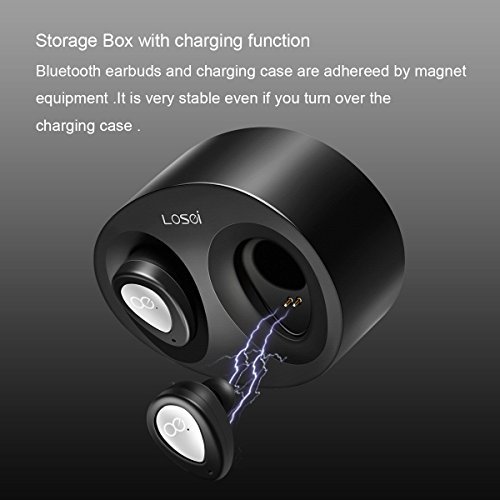 Storage Box with charging function
Bluetooth earbuds and charging case are adhereed by magnet
equipment .It is very stable even if you turn over the
charging case .
Losei